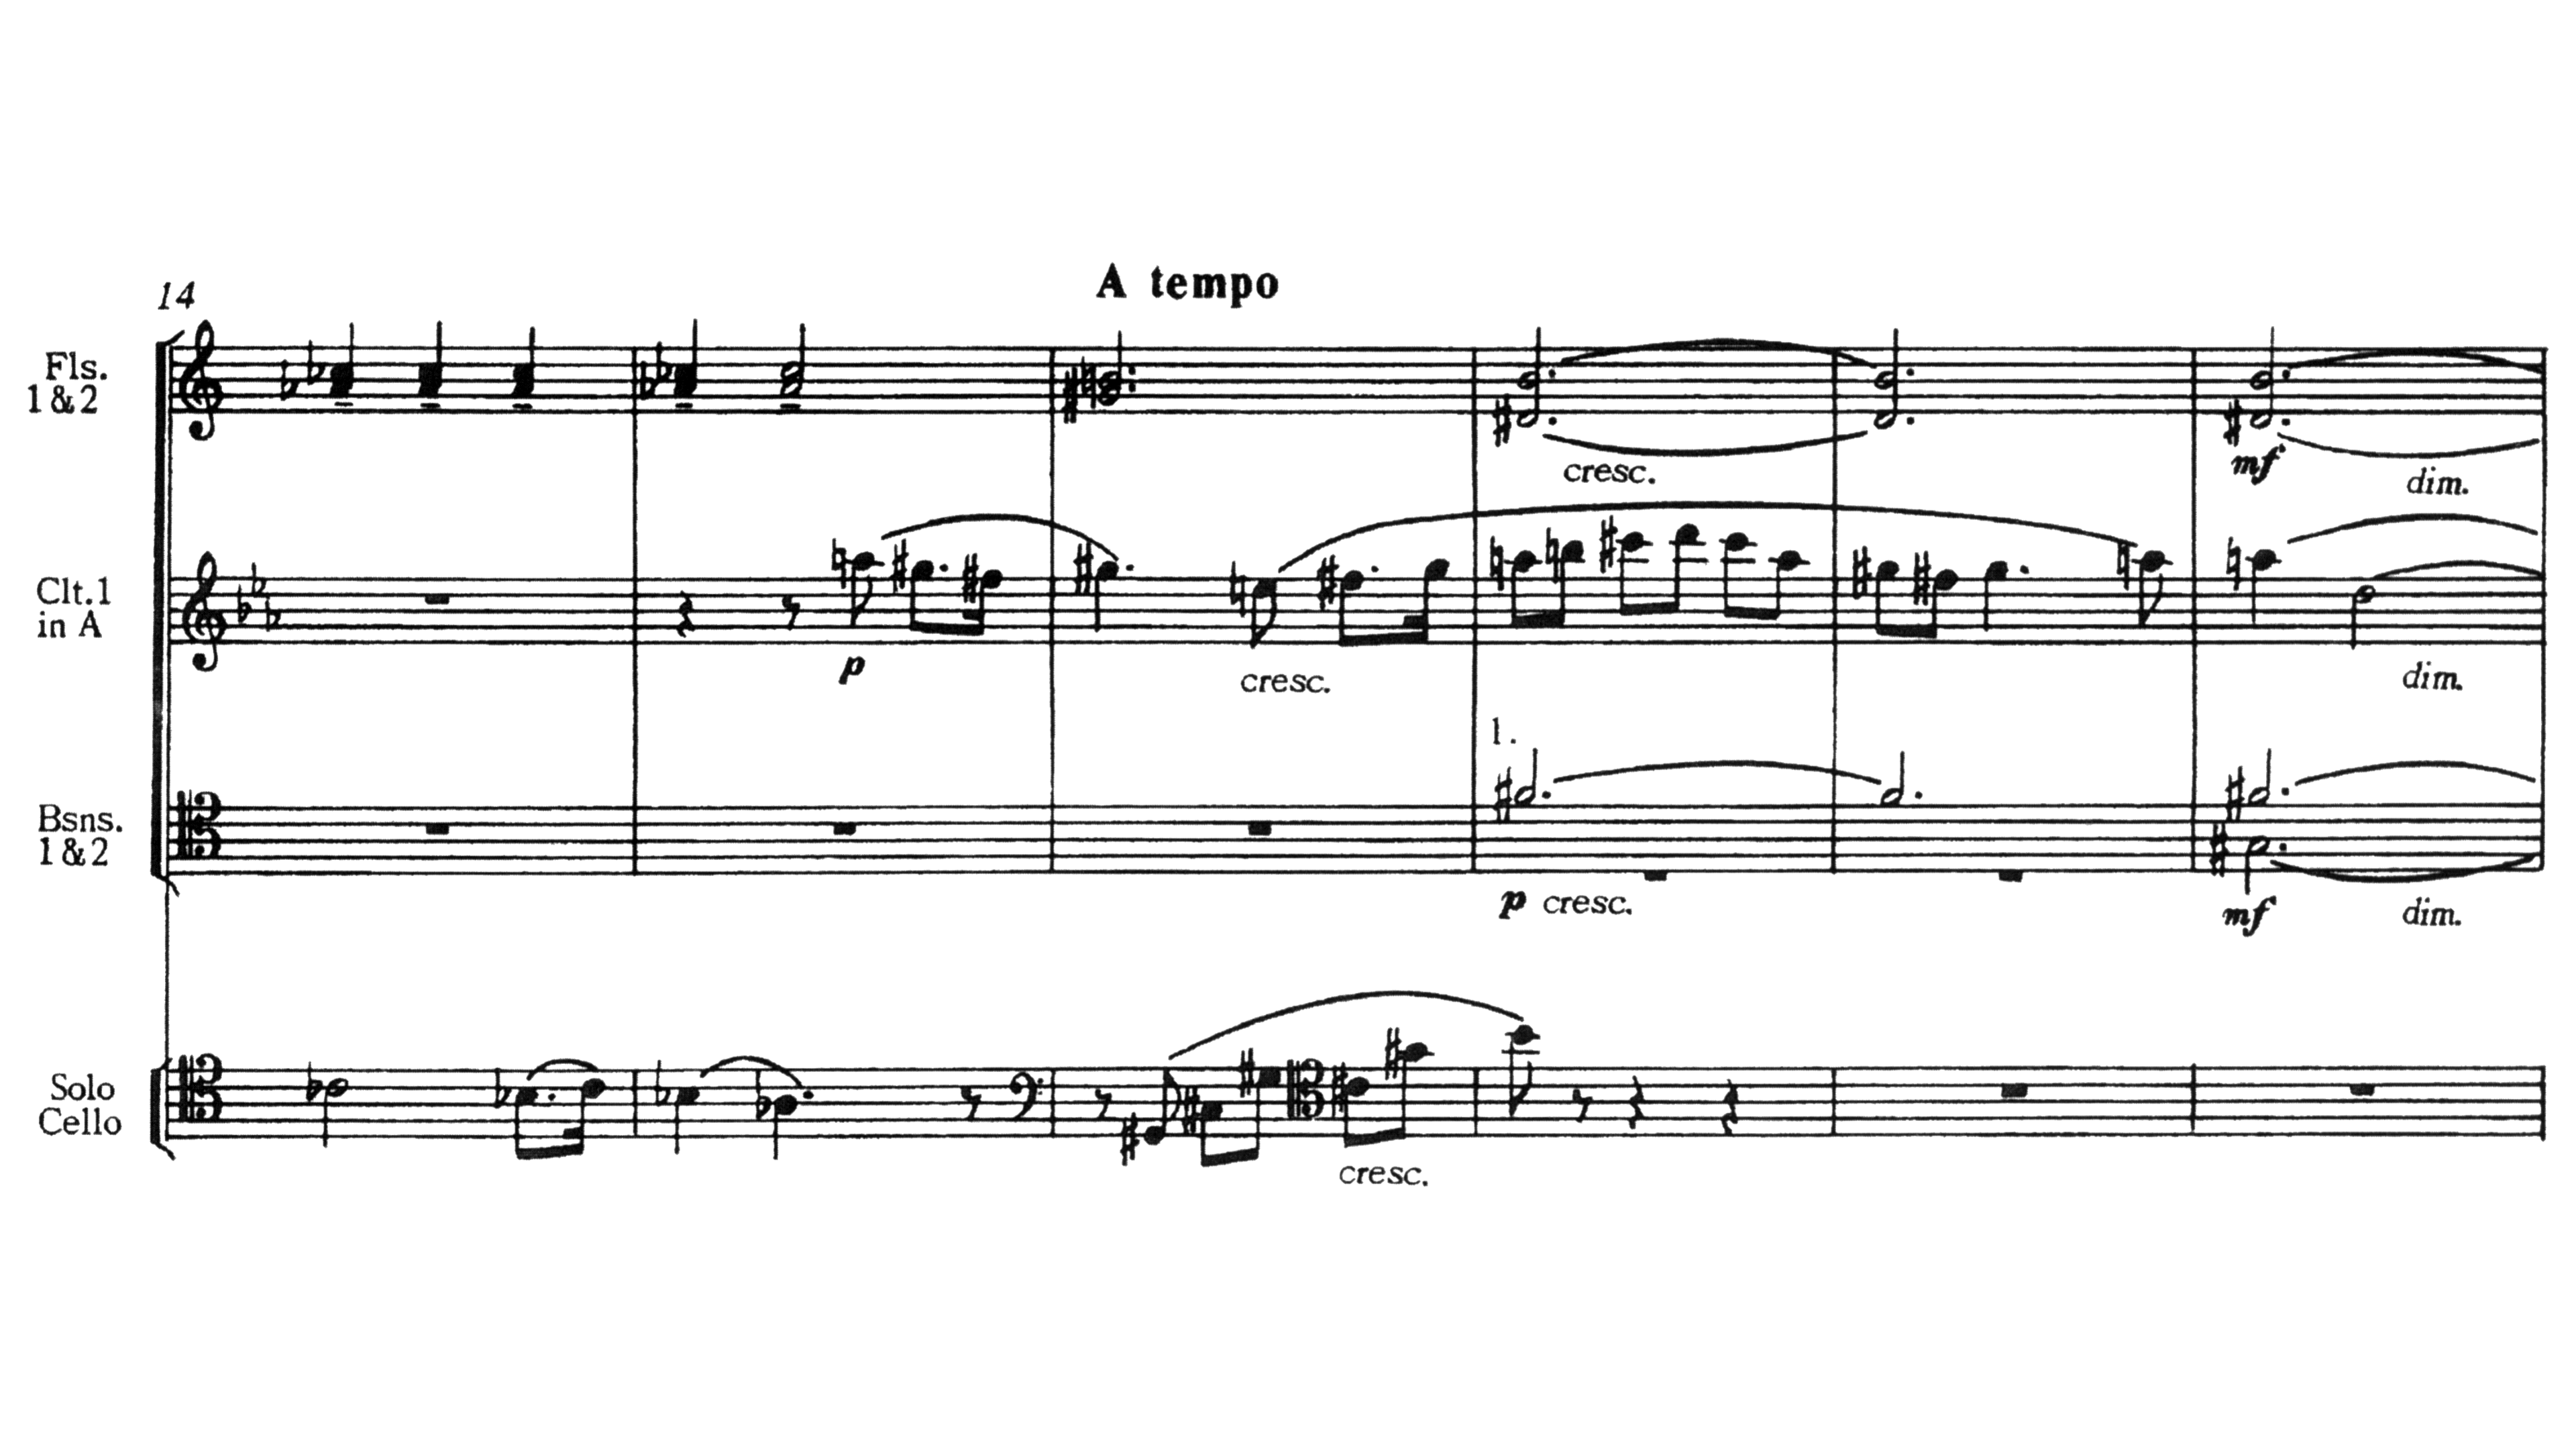 A tempo
14
Fls.
1&2
cresc.
mf
dim.
Clt.1
in A
p
cresc.
dim.
1.
Bsns.
1&2
p cresc.
mf
dim.
Solo
Cello
cresc.